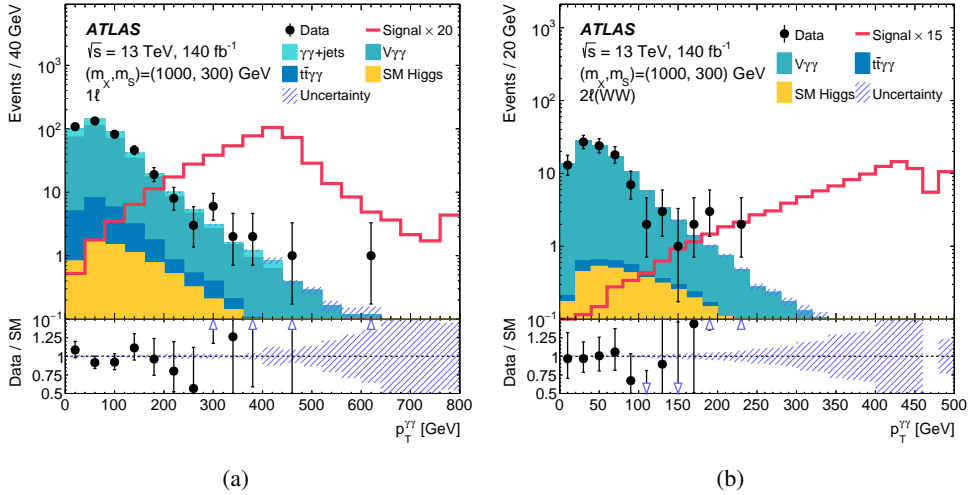 Events / 40 GeV
ATLAS
√s = 13 TeV, 140 fb⁻¹
(m_X,m_S)=(1000, 300) GeV
1ℓ
Data
Signal × 20
γγ+jets
Vγγ
tt̄γγ
SM Higgs
Uncertainty
10³
10²
10
1
10⁻¹
Data / SM
1.25
1
0.75
0.5
0 100 200 300 400 500 600 700 800
p_T^γγ [GeV]
(a)
Events / 20 GeV
ATLAS
√s = 13 TeV, 140 fb⁻¹
(m_X,m_S)=(1000, 300) GeV
2ℓ(WW)
Data
Signal × 15
Vγγ
tt̄γγ
SM Higgs
Uncertainty
10³
10²
10
1
10⁻¹
Data / SM
1.25
1
0.75
0.5
0 50 100 150 200 250 300 350 400 450 500
p_T^γγ [GeV]
(b)